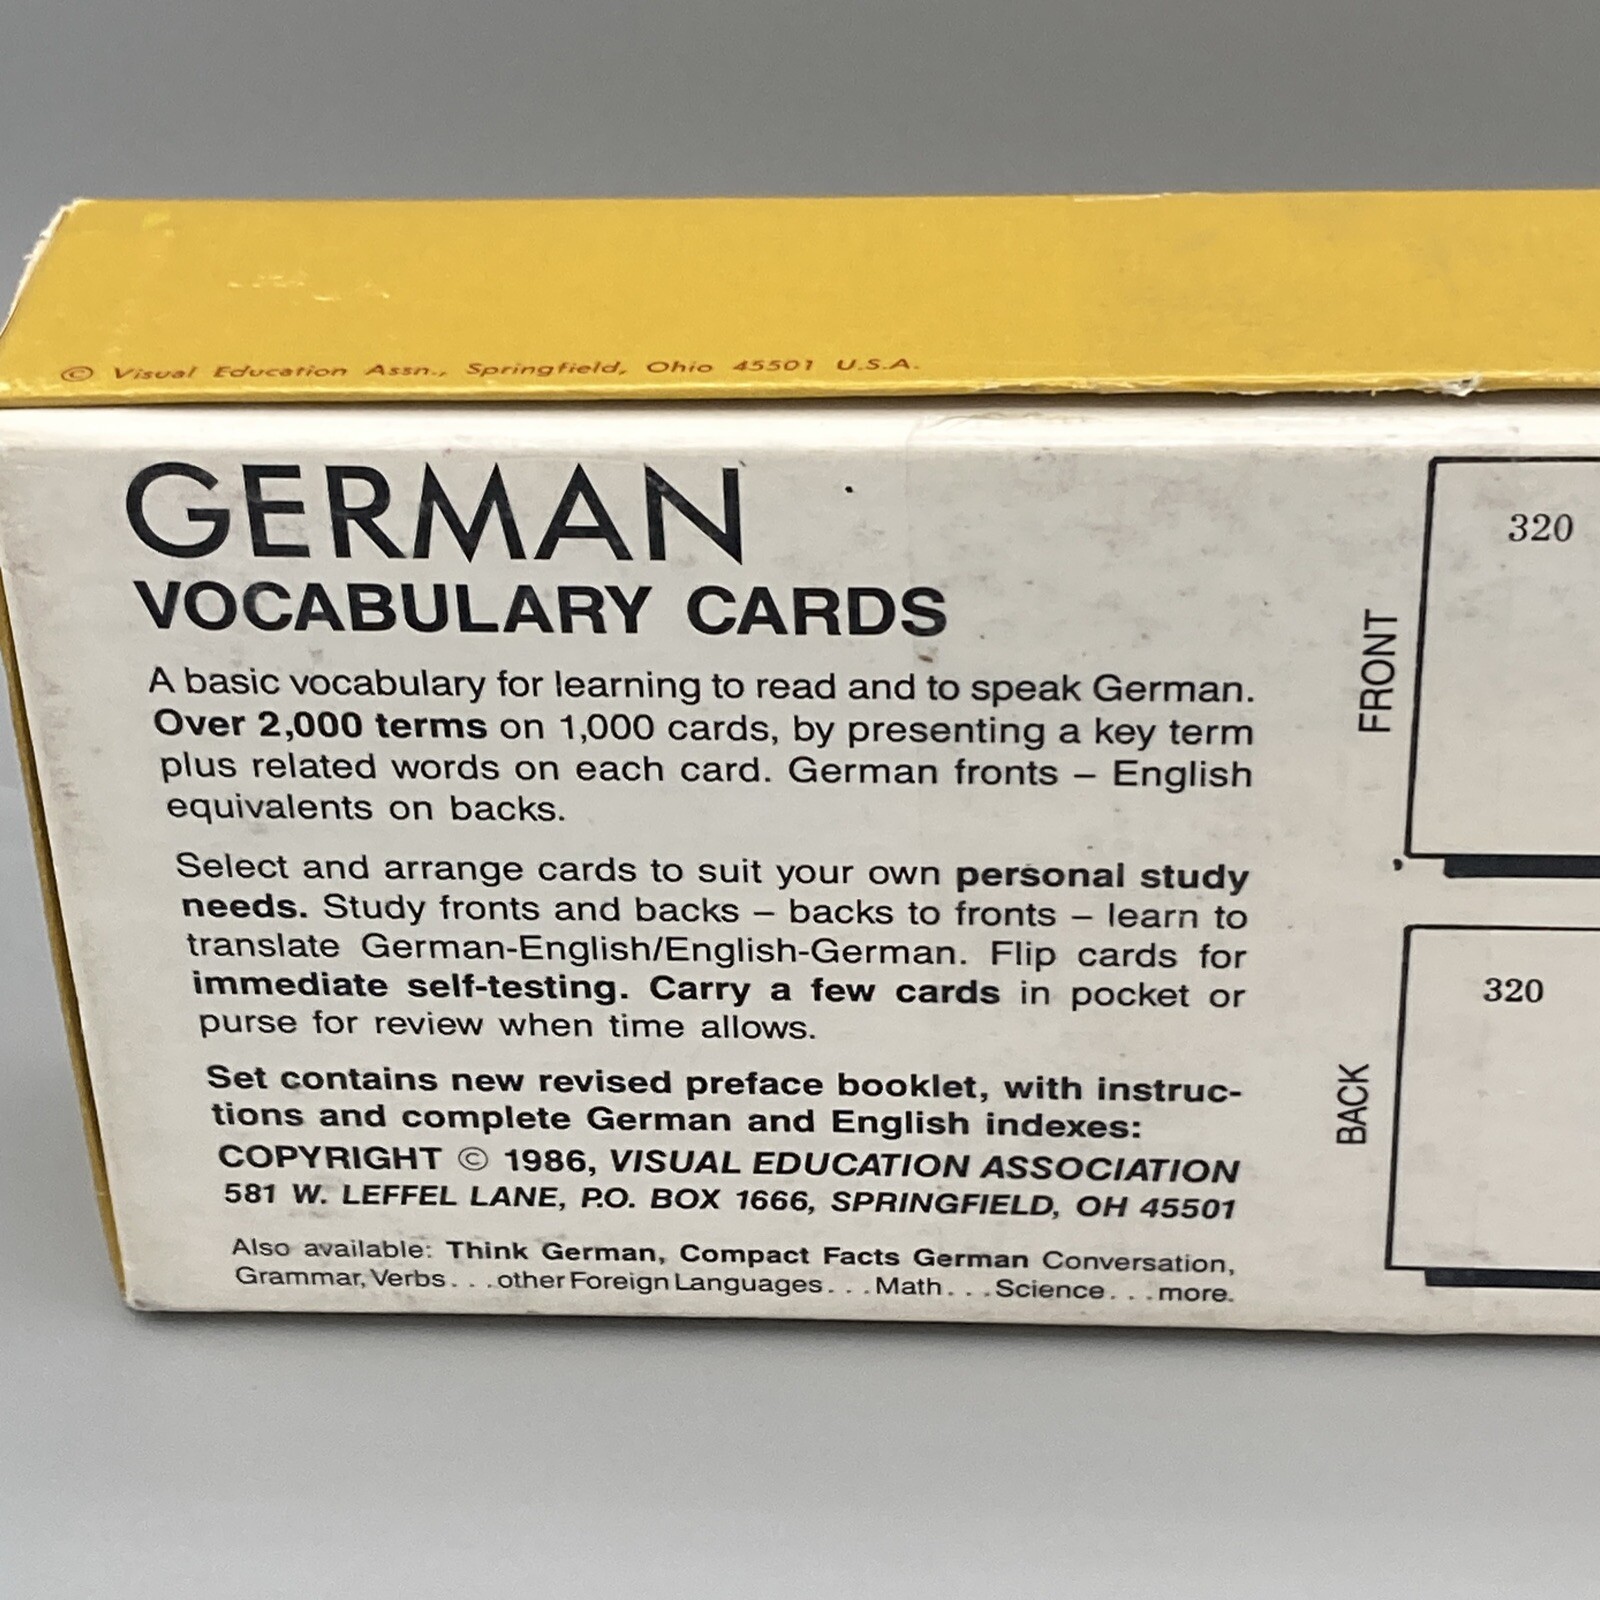 © Visual Education Assn., Springfield, Ohio 45501 U.S.A.
GERMAN
VOCABULARY CARDS
A basic vocabulary for learning to read and to speak German.
Over 2,000 terms on 1,000 cards, by presenting a key term
plus related words on each card. German fronts – English
equivalents on backs.
Select and arrange cards to suit your own personal study
needs. Study fronts and backs – backs to fronts – learn to
translate German-English/English-German. Flip cards for
immediate self-testing. Carry a few cards in pocket or
purse for review when time allows.
Set contains new revised preface booklet, with instruc-
tions and complete German and English indexes:
COPYRIGHT © 1986, VISUAL EDUCATION ASSOCIATION
581 W. LEFFEL LANE, P.O. BOX 1666, SPRINGFIELD, OH 45501
Also available: Think German, Compact Facts German Conversation,
Grammar, Verbs . . . other Foreign Languages . . . Math . . . Science . . . more.
FRONT
320
BACK
320